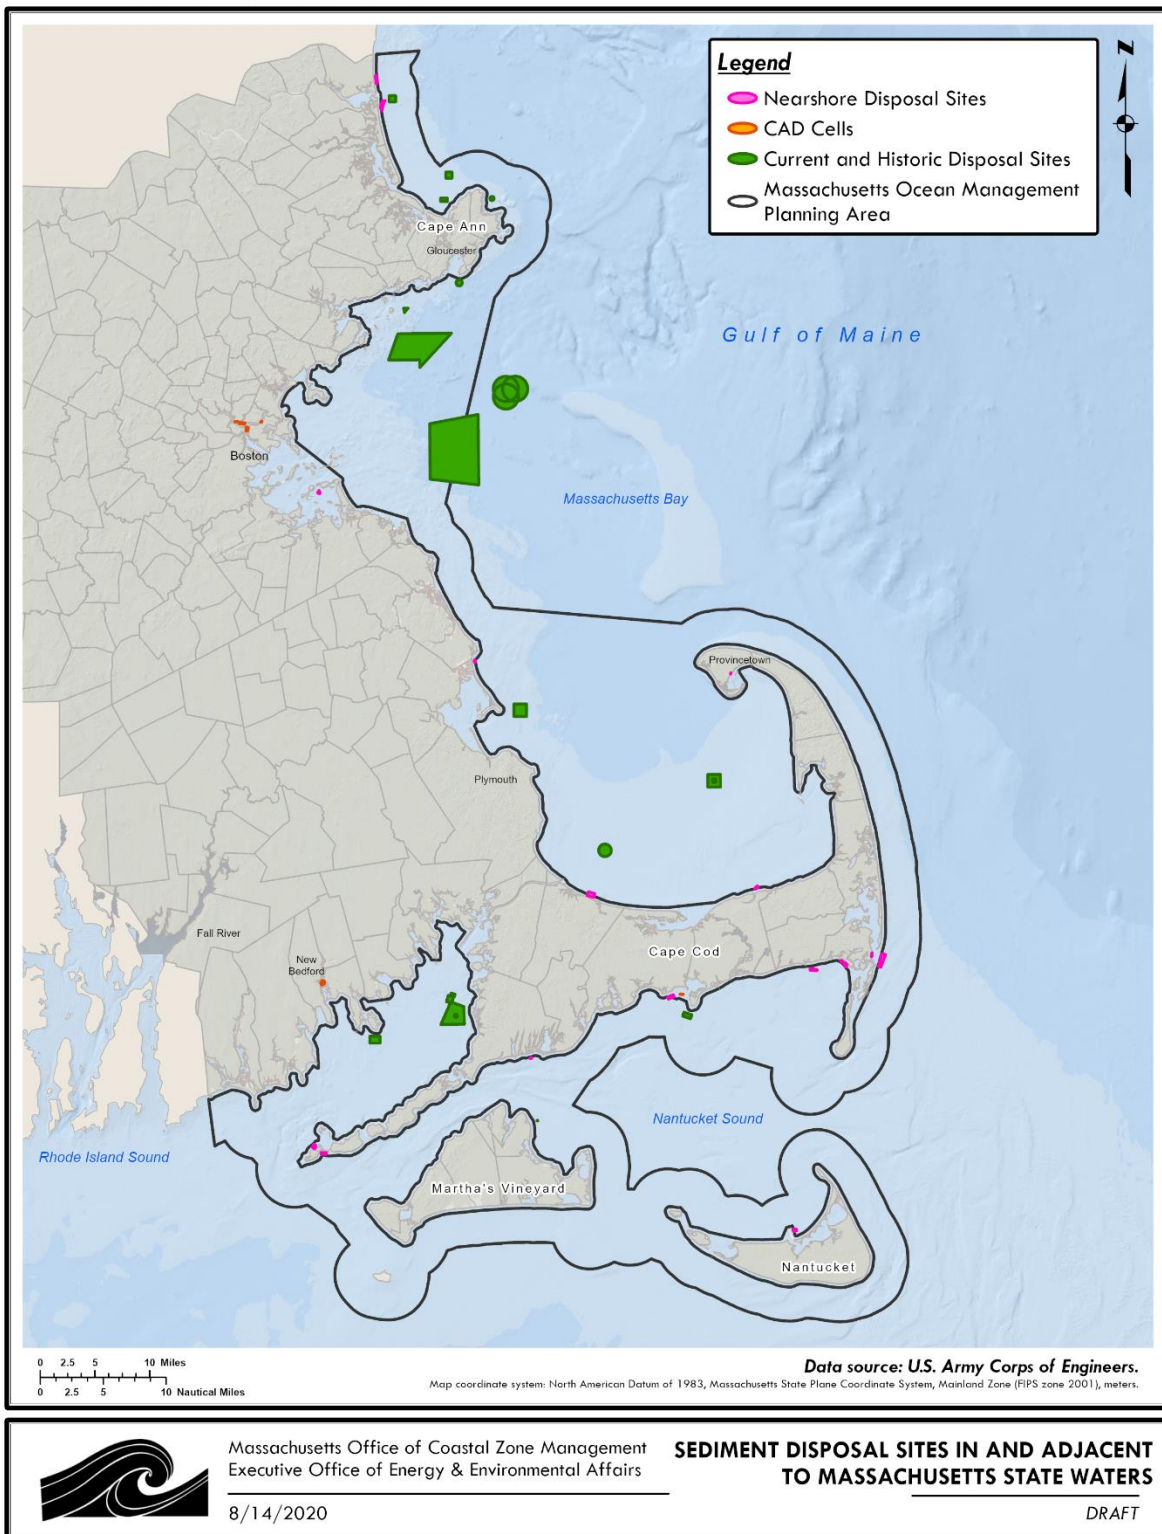 Legend
Nearshore Disposal Sites
CAD Cells
Current and Historic Disposal Sites
Massachusetts Ocean Management
Planning Area
N
Cape Ann
Gloucester
Gulf of Maine
Boston
Massachusetts Bay
Provincetown
Plymouth
Fall River
New
Bedford
Cape Cod
Nantucket Sound
Rhode Island Sound
Martha's Vineyard
Nantucket
0 2.5 5 10 Miles
0 2.5 5 10 Nautical Miles
Data source: U.S. Army Corps of Engineers.
Map coordinate system: North American Datum of 1983, Massachusetts State Plane Coordinate System, Mainland Zone (FIPS zone 2001), meters.
Massachusetts Office of Coastal Zone Management
Executive Office of Energy & Environmental Affairs
8/14/2020
SEDIMENT DISPOSAL SITES IN AND ADJACENT
TO MASSACHUSETTS STATE WATERS
DRAFT